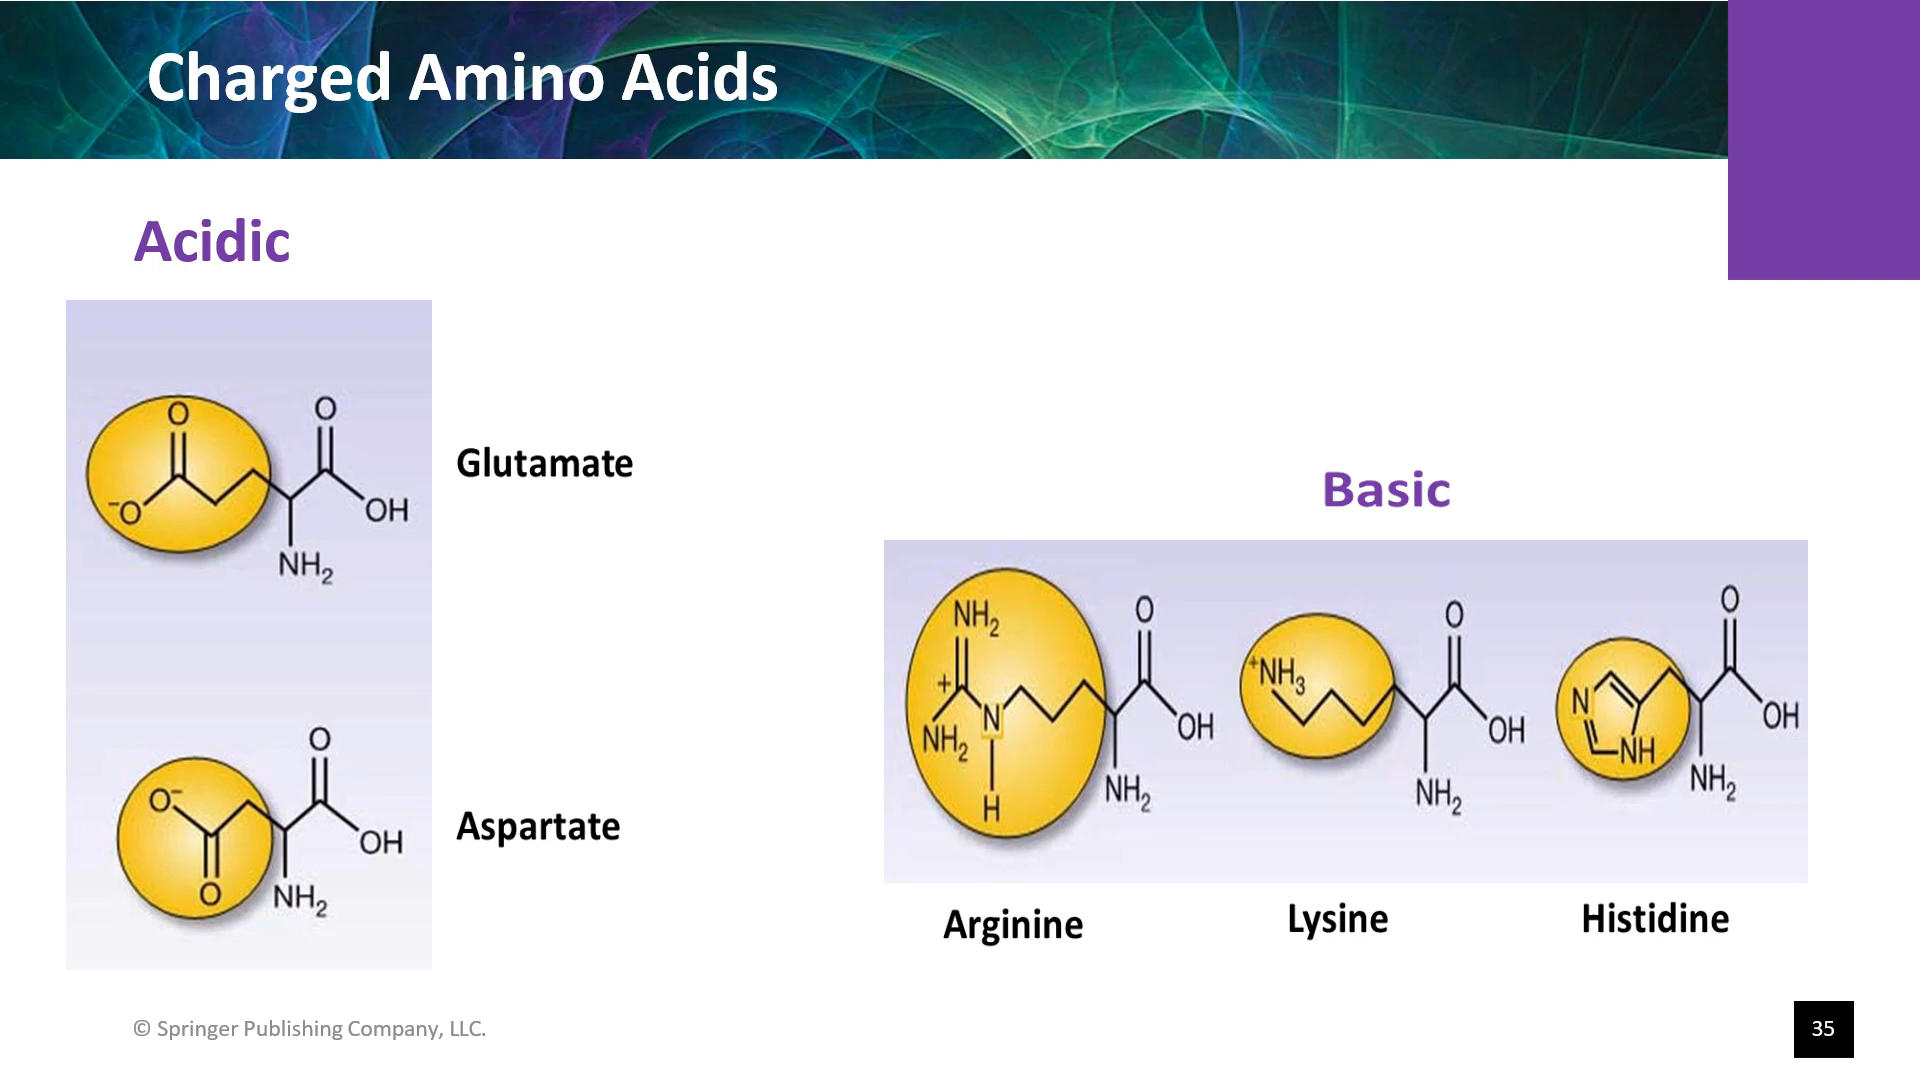 Charged Amino Acids
Acidic
O
O
⁻O
OH
NH₂
Glutamate
O
O⁻
OH
O
NH₂
Aspartate
Basic
NH₂
+
NH₂
N
H
O
OH
NH₂
⁺NH₃
O
OH
NH₂
N
NH
O
OH
NH₂
Arginine
Lysine
Histidine
© Springer Publishing Company, LLC.
35